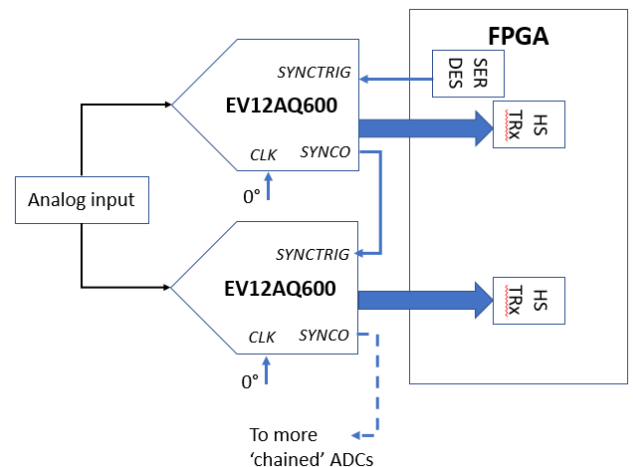 FPGA
SYNCTRIG
SER
DES
EV12AQ600
HS
TRx
CLK
SYNCO
0°
Analog input
SYNCTRIG
EV12AQ600
HS
TRx
CLK
SYNCO
0°
To more
‘chained’ ADCs